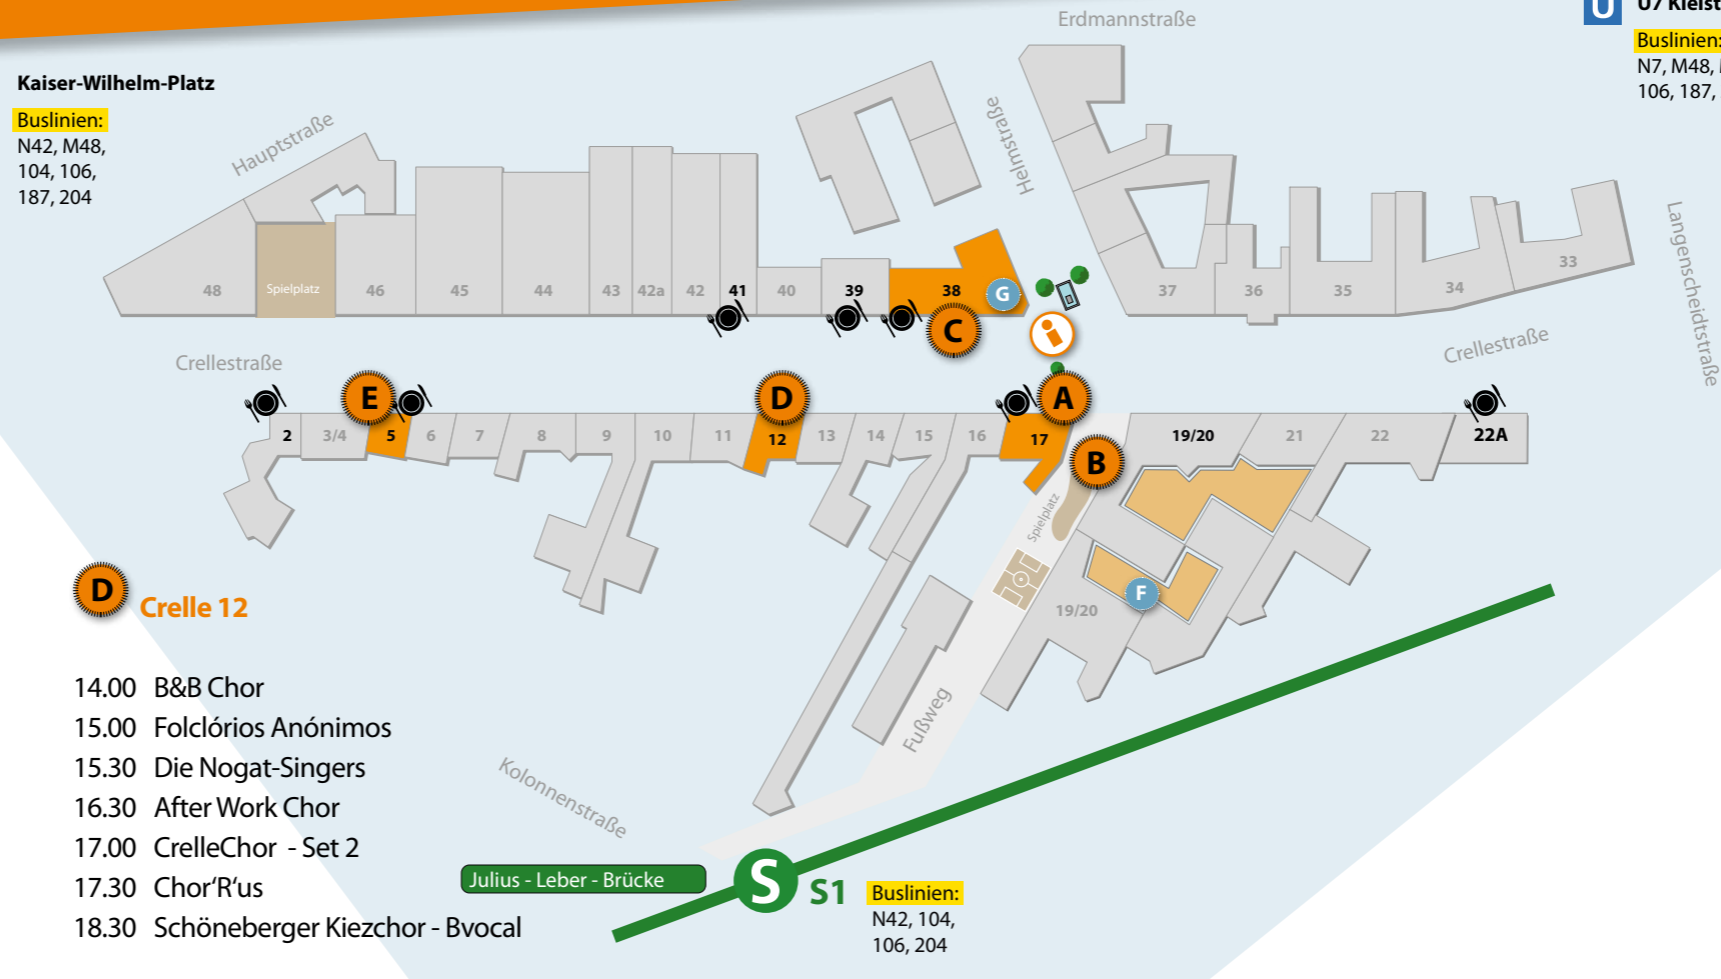 Erdmannstraße
U
Kaiser-Wilhelm-Platz
Buslinien:
N42, M48,
104, 106,
187, 204
Buslinien:
N7, M48,
106, 187,
Hauptstraße
Helmstraße
Langenscheidtstraße
48
Spielplatz
46
45
44
43
42a
42
41
40
39
38
G
37
36
35
34
33
C
Crellestraße
Crellestraße
E
D
A
2
3/4
5
6
7
8
9
10
11
12
13
14
15
16
17
19/20
21
22
22A
B
Spielplatz
F
19/20
Fußweg
Kolonnenstraße
D
Crelle 12
14.00 B&B Chor
15.00 Folclórios Anónimos
15.30 Die Nogat-Singers
16.30 After Work Chor
17.00 CrelleChor - Set 2
17.30 Chor‘R‘us
18.30 Schöneberger Kiezchor - Bvocal
Julius - Leber - Brücke
S
S1
Buslinien:
N42, 104,
106, 204